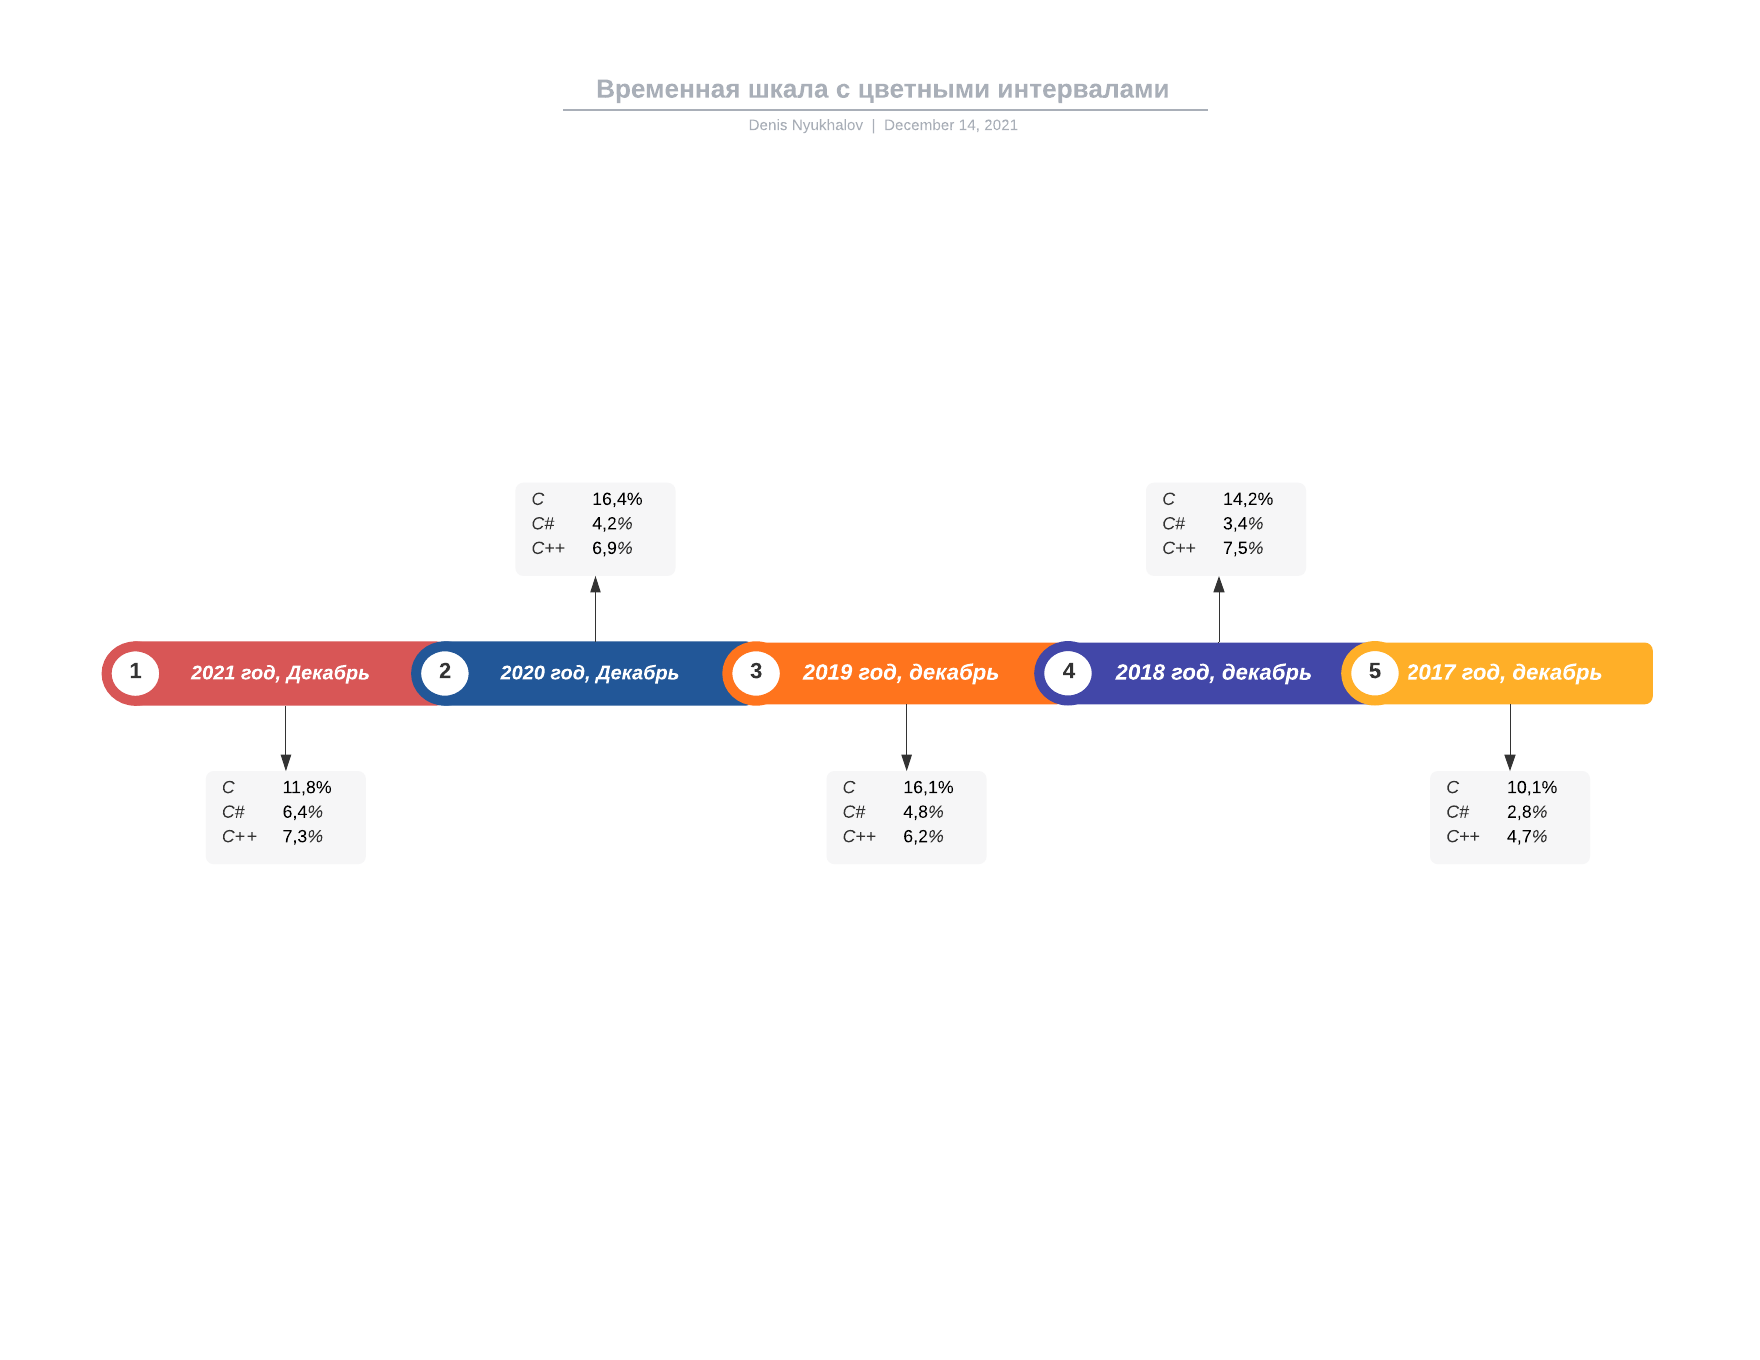 Временная шкала с цветными интервалами
Denis Nyukhalov | December 14, 2021
C 16,4%
C# 4,2%
C++ 6,9%
C 14,2%
C# 3,4%
C++ 7,5%
1 2021 год, Декабрь 2 2020 год, Декабрь 3 2019 год, декабрь 4 2018 год, декабрь 5 2017 год, декабрь
C 11,8%
C# 6,4%
C++ 7,3%
C 16,1%
C# 4,8%
C++ 6,2%
C 10,1%
C# 2,8%
C++ 4,7%